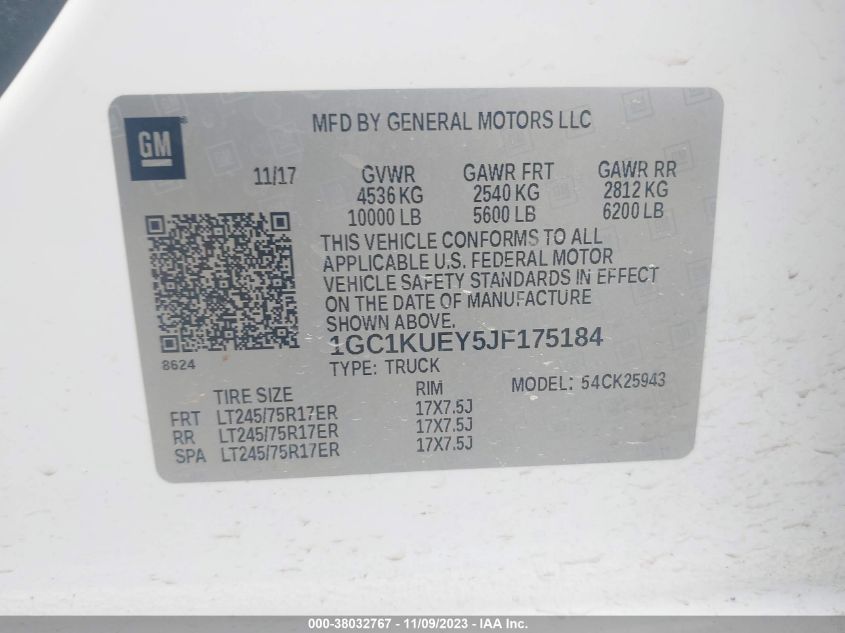 GM
MFD BY GENERAL MOTORS LLC
11/17 GVWR GAWR FRT GAWR RR
4536 KG 2540 KG 2812 KG
10000 LB 5600 LB 6200 LB
THIS VEHICLE CONFORMS TO ALL
APPLICABLE U.S. FEDERAL MOTOR
VEHICLE SAFETY STANDARDS IN EFFECT
ON THE DATE OF MANUFACTURE
SHOWN ABOVE.
1GC1KUEY5JF175184
8624
TYPE: TRUCK
MODEL: 54CK25943
TIRE SIZE RIM
FRT LT245/75R17ER 17X7.5J
RR LT245/75R17ER 17X7.5J
SPA LT245/75R17ER 17X7.5J
000-38032767 - 11/09/2023 - IAA Inc.